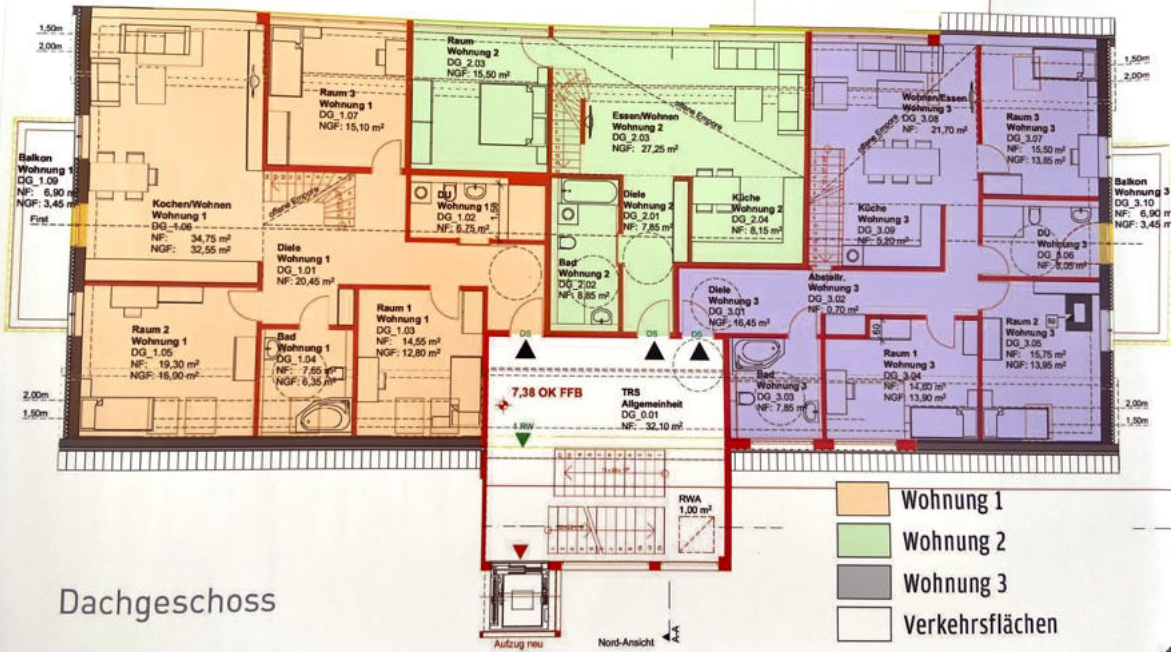 1,50m
2,00m
Balkon
Wohnung 1
DG_1.09
NF: 6,90 m
NGF: 3,45 m²
First
Kochen/Wohnen
Wohnung 1
DG_1.06
NF: 34,75 m²
NGF: 32,55 m²
Raum 3
Wohnung 1
DG_1.07
NGF: 15,10 m²
offene Empore
DU
Wohnung 1
DG_1.02
NF: 6,75 m²
1,58
Diele
Wohnung 1
DG_1.01
NF: 20,45 m²
Raum 2
Wohnung 1
DG_1.05
NF: 19,30 m²
NGF: 16,90 m²
Bad
Wohnung 1
DG_1.04
NF: 7,65 m²
NGF: 6,35 m²
Raum 1
Wohnung 1
DG_1.03
NF: 14,55 m²
NGF: 12,80 m²
2,00m
1,50m
Raum
Wohnung 2
DG_2.03
NGF: 15,50 m²
Essen/Wohnen
Wohnung 2
DG_2.03
NGF: 27,25 m²
offene Empore
Diele
Wohnung 2
DG_2.01
NF: 7,85 m²
Küche
Wohnung 2
DG_2.04
NF: 8,15 m²
Bad
Wohnung 2
DG_2.02
NF: 8,85 m²
Wohnen/Essen
Wohnung 3
DG_3.08
NF: 21,70 m²
offene Empore
Raum 3
Wohnung 3
DG_3.07
NF: 15,50 m²
NGF: 13,85 m²
1,50m
2,00m
Balkon
Wohnung 3
DG_3.10
NF: 6,90 m²
NGF: 3,45 m²
Küche
Wohnung 3
DG_3.09
NF: 5,20 m²
DU
Wohnung 3
DG_3.06
NF: 6,05 m²
Diele
Wohnung 3
DG_3.01
NGF: 16,45 m²
Abstellr.
Wohnung 3
DG_3.02
NF: 0,70 m²
Raum 2
Wohnung 3
DG_3.05
NF: 15,75 m²
NGF: 13,95 m²
Raum 1
Wohnung 3
DG_3.04
NF: 14,60 m²
NGF: 13,90 m²
Bad
Wohnung 3
DG_3.03
NF: 7,85 m²
2,00m
1,50m
DS
DS
DS
7,38 OK FFB
1.RW
TRS
Allgemeinheit
DG_0.01
NF: 32,10 m²
RWA
1,00 m²
Aufzug neu
Nord-Ansicht
A-A
Dachgeschoss
Wohnung 1
Wohnung 2
Wohnung 3
Verkehrsflächen